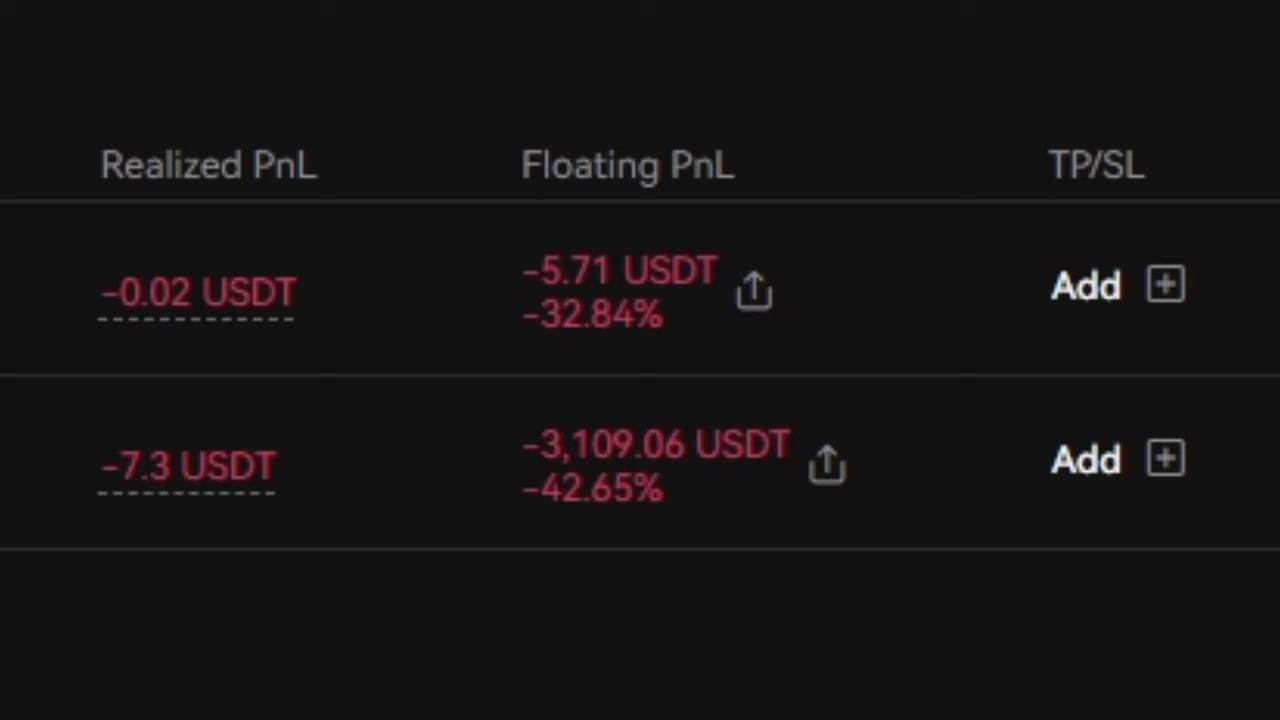 Realized PnL Floating PnL TP/SL
-0.02 USDT -5.71 USDT Add
-32.84%
-7.3 USDT -3,109.06 USDT Add
-42.65%